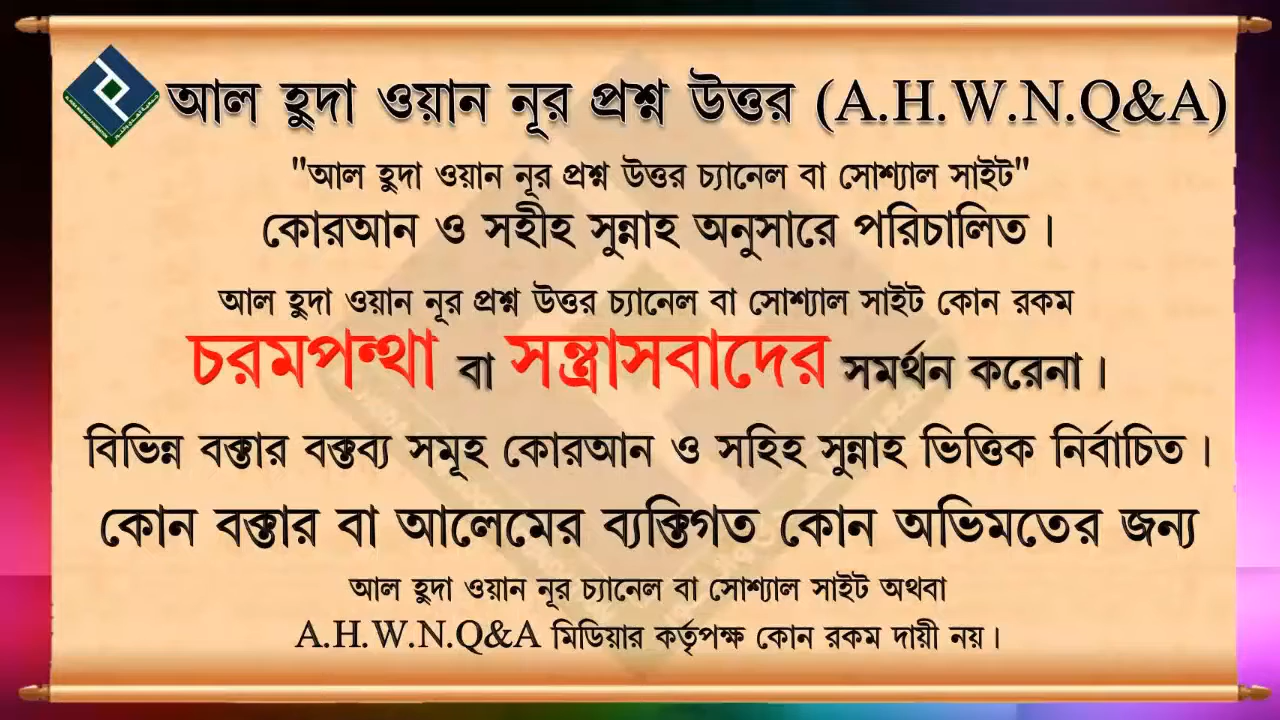 আল হুদা ওয়ান নূর প্রশ্ন উত্তর (A.H.W.N.Q&A)
"আল হুদা ওয়ান নূর প্রশ্ন উত্তর চ্যানেল বা সোশ্যাল সাইট"
কোরআন ও সহীহ সুন্নাহ অনুসারে পরিচালিত।
আল হুদা ওয়ান নূর প্রশ্ন উত্তর চ্যানেল বা সোশ্যাল সাইট কোন রকম
চরমপন্থা বা সন্ত্রাসবাদের সমর্থন করেনা।
বিভিন্ন বক্তার বক্তব্য সমূহ কোরআন ও সহিহ সুন্নাহ ভিত্তিক নির্বাচিত।
কোন বক্তার বা আলেমের ব্যক্তিগত কোন অভিমতের জন্য
আল হুদা ওয়ান নূর চ্যানেল বা সোশ্যাল সাইট অথবা
A.H.W.N.Q&A মিডিয়ার কর্তৃপক্ষ কোন রকম দায়ী নয়।